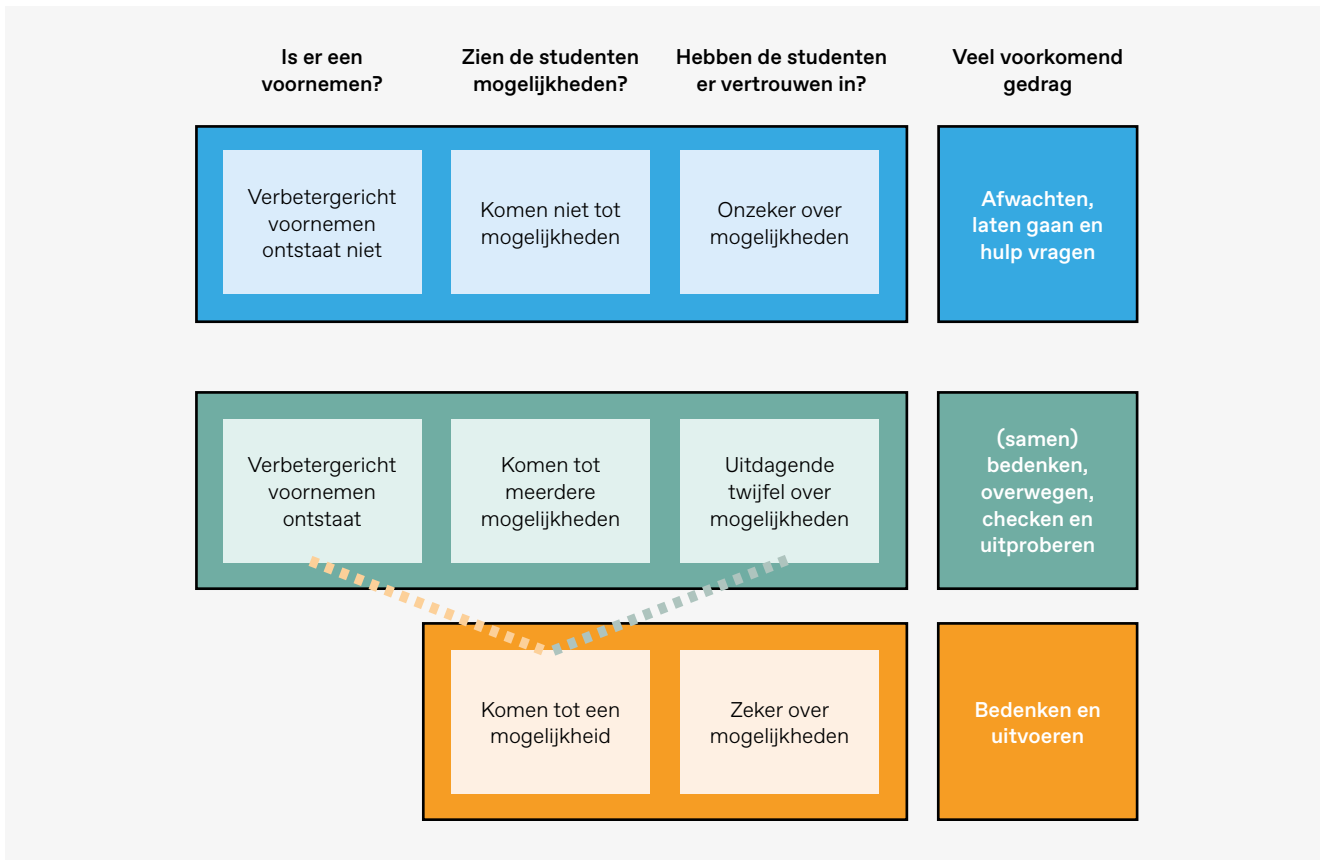 Is er een
voornemen?
Zien de studenten
mogelijkheden?
Hebben de studenten
er vertrouwen in?
Veel voorkomend
gedrag
Verbetergericht
voornemen
ontstaat niet
Komen niet tot
mogelijkheden
Onzeker over
mogelijkheden
Afwachten,
laten gaan en
hulp vragen
Verbetergericht
voornemen
ontstaat
Komen tot
meerdere
mogelijkheden
Uitdagende
twijfel over
mogelijkheden
(samen)
bedenken,
overwegen,
checken en
uitproberen
Komen tot een
mogelijkheid
Zeker over
mogelijkheden
Bedenken en
uitvoeren